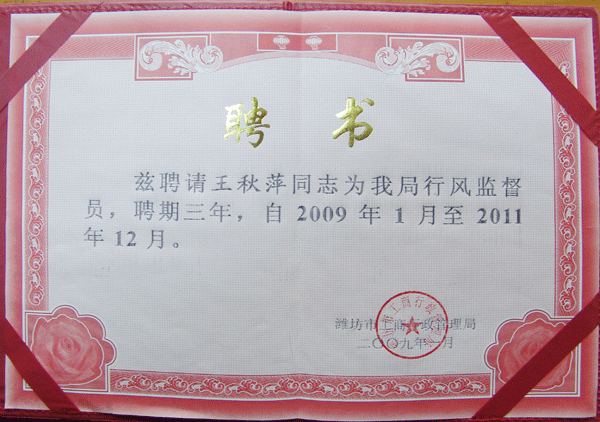 聘 书
兹聘请王秋萍同志为我局行风监督
员，聘期三年，自 2009 年 1 月至 2011
年 12 月。
潍坊市工商行政管理局
二〇〇九年一月